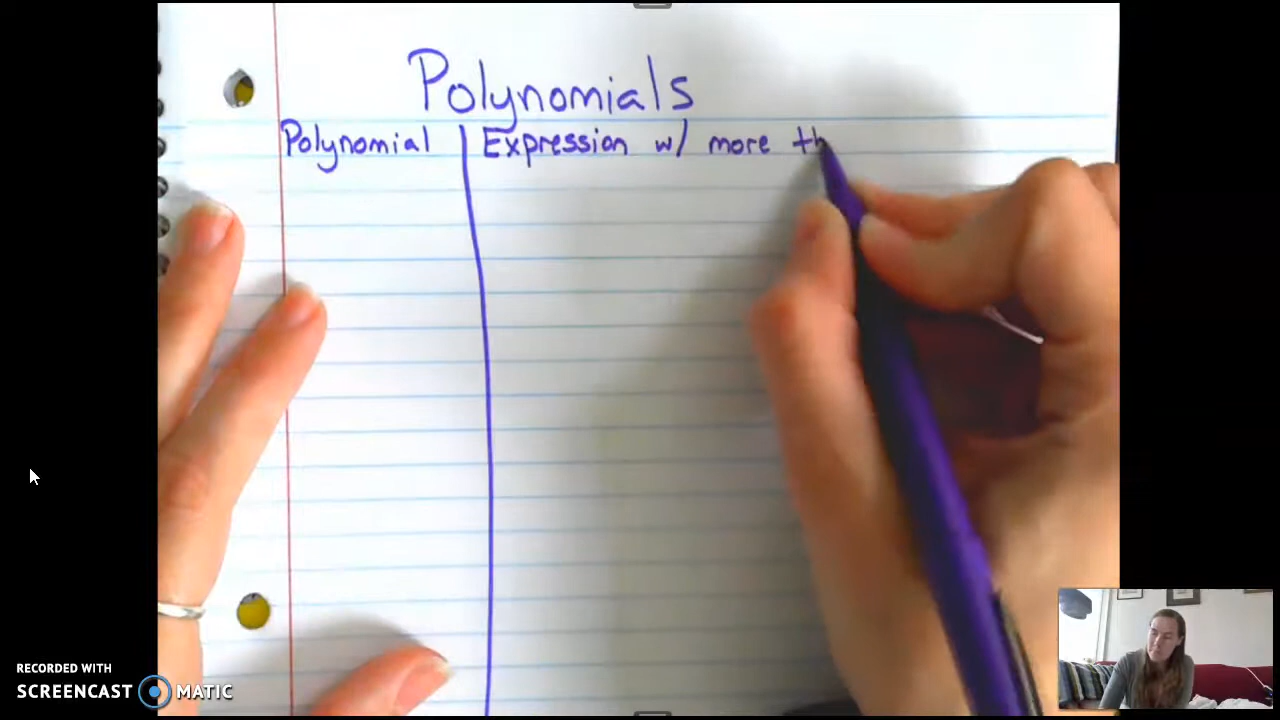 Polynomials
Polynomial Expression w/ more th
RECORDED WITH
SCREENCAST MATIC